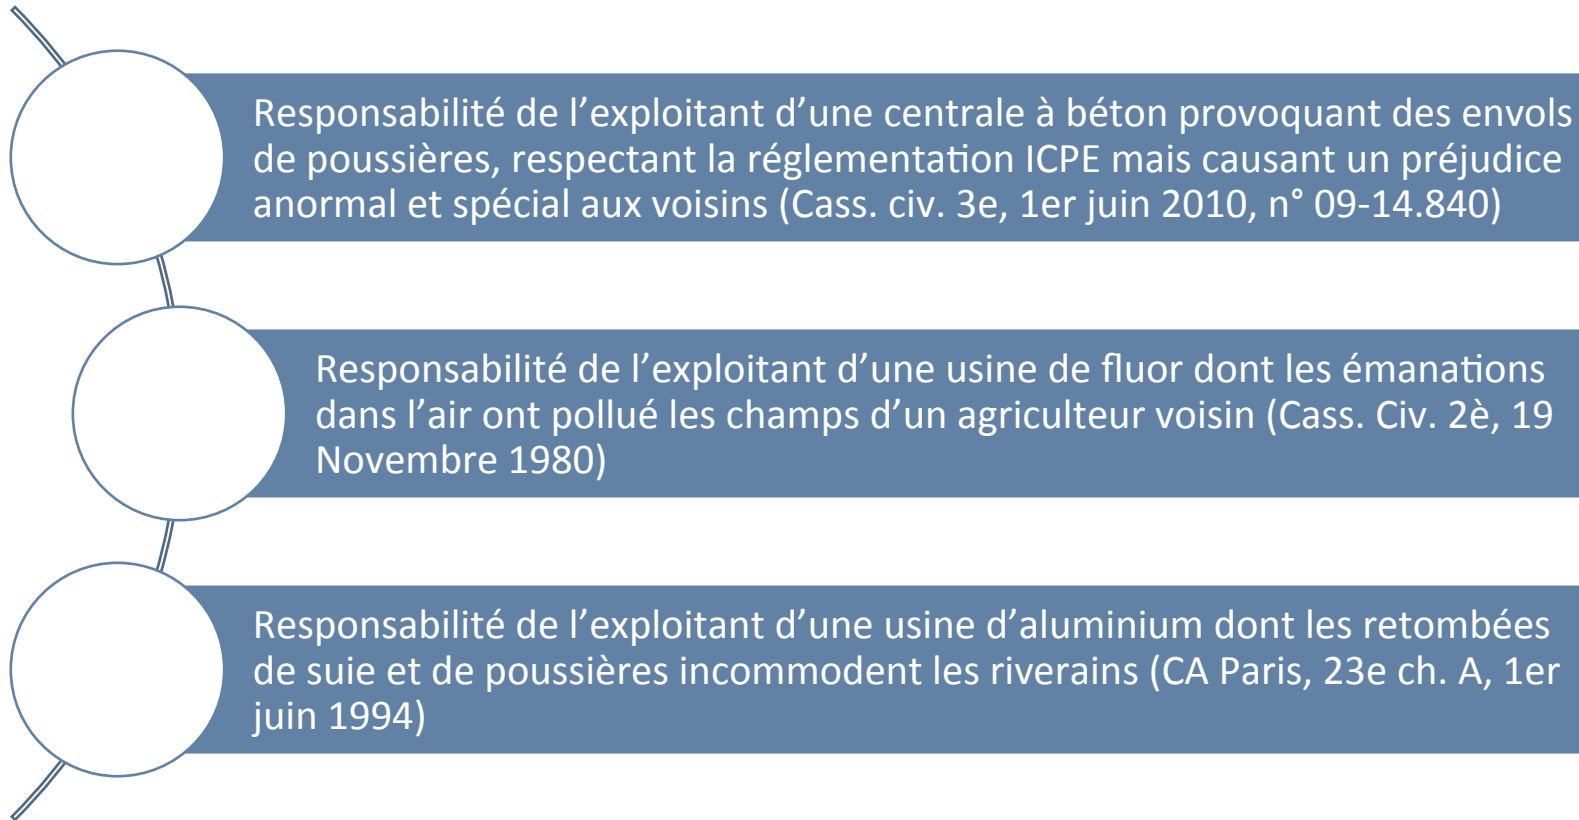 Responsabilité de l’exploitant d’une centrale à béton provoquant des envols
de poussières, respectant la réglementation ICPE mais causant un préjudice
anormal et spécial aux voisins (Cass. civ. 3e, 1er juin 2010, n° 09-14.840)
Responsabilité de l’exploitant d’une usine de fluor dont les émanations
dans l’air ont pollué les champs d’un agriculteur voisin (Cass. Civ. 2è, 19
Novembre 1980)
Responsabilité de l’exploitant d’une usine d’aluminium dont les retombées
de suie et de poussières incommodent les riverains (CA Paris, 23e ch. A, 1er
juin 1994)